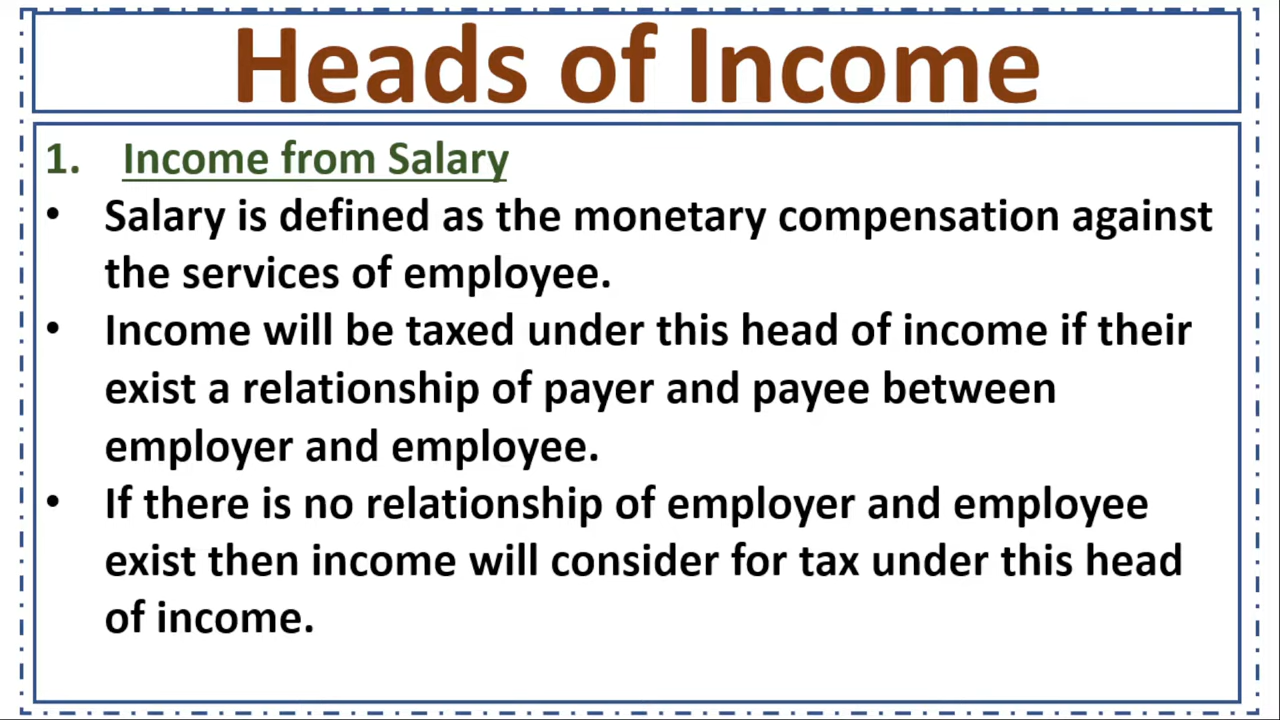 Heads of Income
1. Income from Salary
• Salary is defined as the monetary compensation against
the services of employee.
• Income will be taxed under this head of income if their
exist a relationship of payer and payee between
employer and employee.
• If there is no relationship of employer and employee
exist then income will consider for tax under this head
of income.